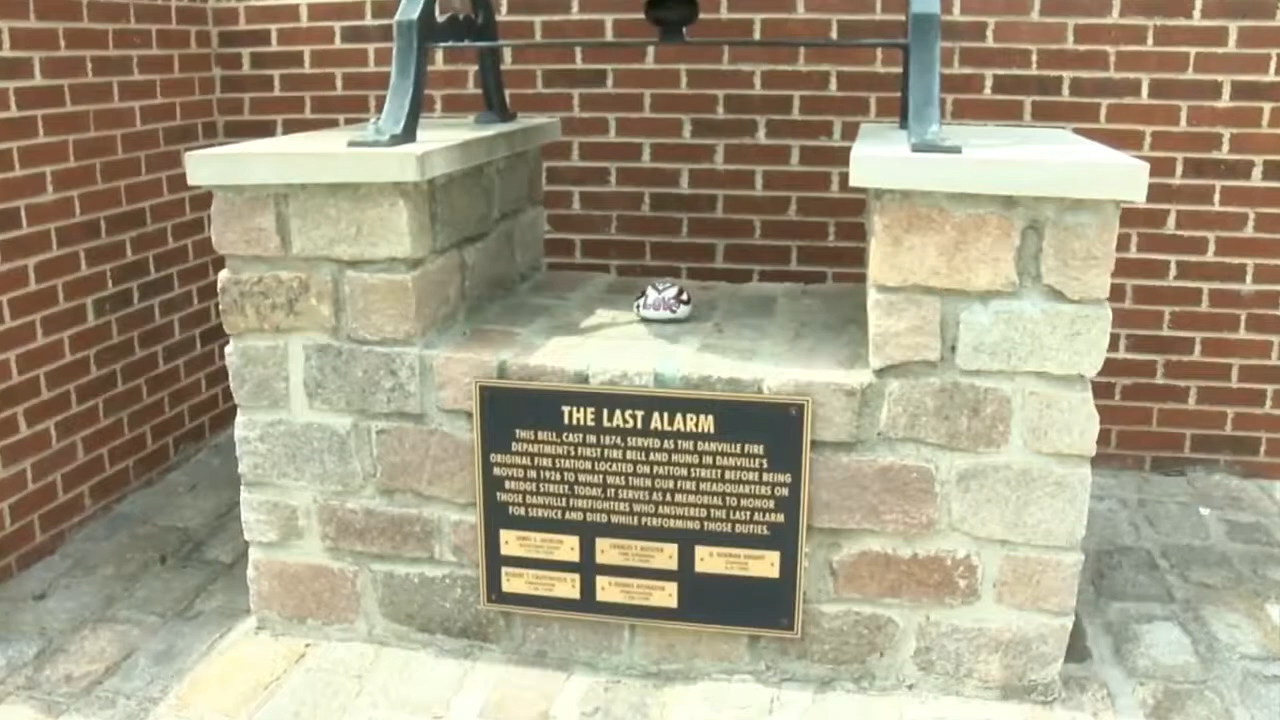 LOVE
THE LAST ALARM
THIS BELL, CAST IN 1874, SERVED AS THE DANVILLE FIRE
DEPARTMENT'S FIRST FIRE BELL AND HUNG IN DANVILLE'S
ORIGINAL FIRE STATION LOCATED ON PATTON STREET BEFORE BEING
MOVED IN 1926 TO WHAT WAS THEN OUR FIRE HEADQUARTERS ON
BRIDGE STREET. TODAY, IT SERVES AS A MEMORIAL TO HONOR
THOSE DANVILLE FIREFIGHTERS WHO ANSWERED THE LAST ALARM
FOR SERVICE AND DIED WHILE PERFORMING THOSE DUTIES.